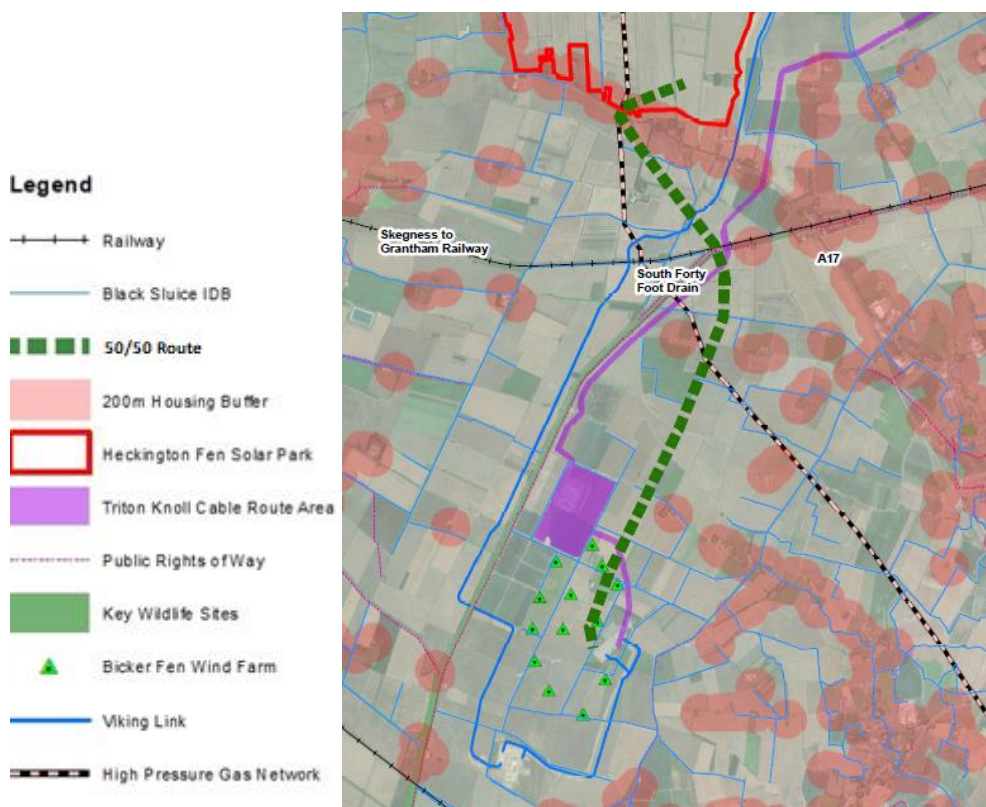 Legend
Railway
Black Sluice IDB
50/50 Route
200m Housing Buffer
Heckington Fen Solar Park
Triton Knoll Cable Route Area
Public Rights of Way
Key Wildlife Sites
Bicker Fen Wind Farm
Viking Link
High Pressure Gas Network
Skegness to
Grantham Railway
South Forty
Foot Drain
A17